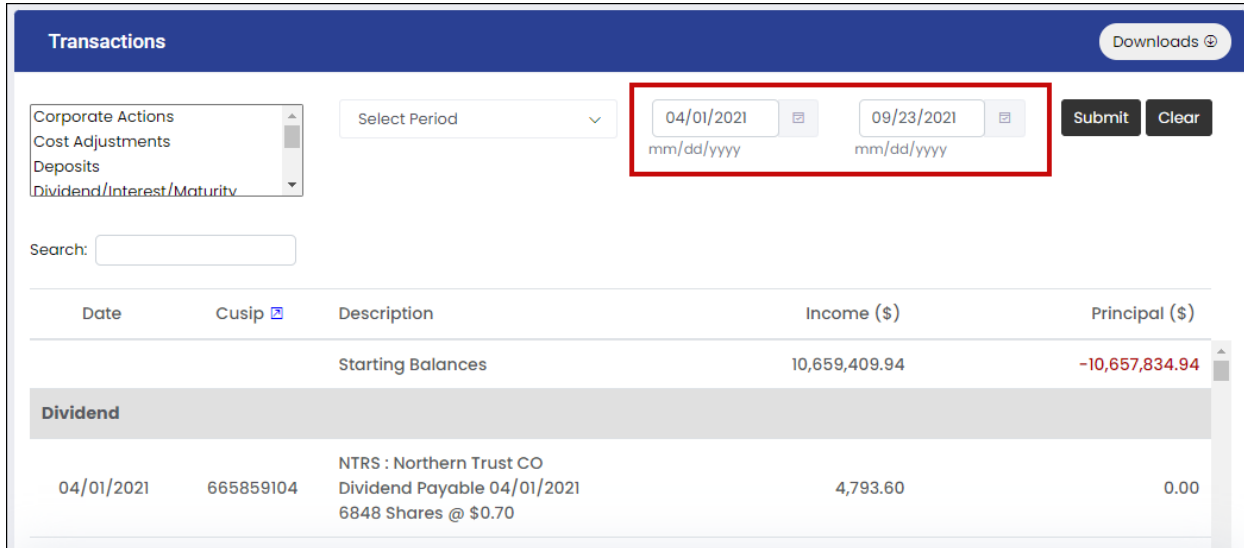 Transactions
Downloads
Corporate Actions
Cost Adjustments
Deposits
Dividend/Interest/Maturity
Select Period
04/01/2021
mm/dd/yyyy
09/23/2021
mm/dd/yyyy
Submit
Clear
Search:
Date Cusip Description Income ($) Principal ($)
Starting Balances 10,659,409.94 -10,657,834.94
Dividend
NTRS : Northern Trust CO
04/01/2021 665859104 Dividend Payable 04/01/2021 4,793.60 0.00
6848 Shares @ $0.70